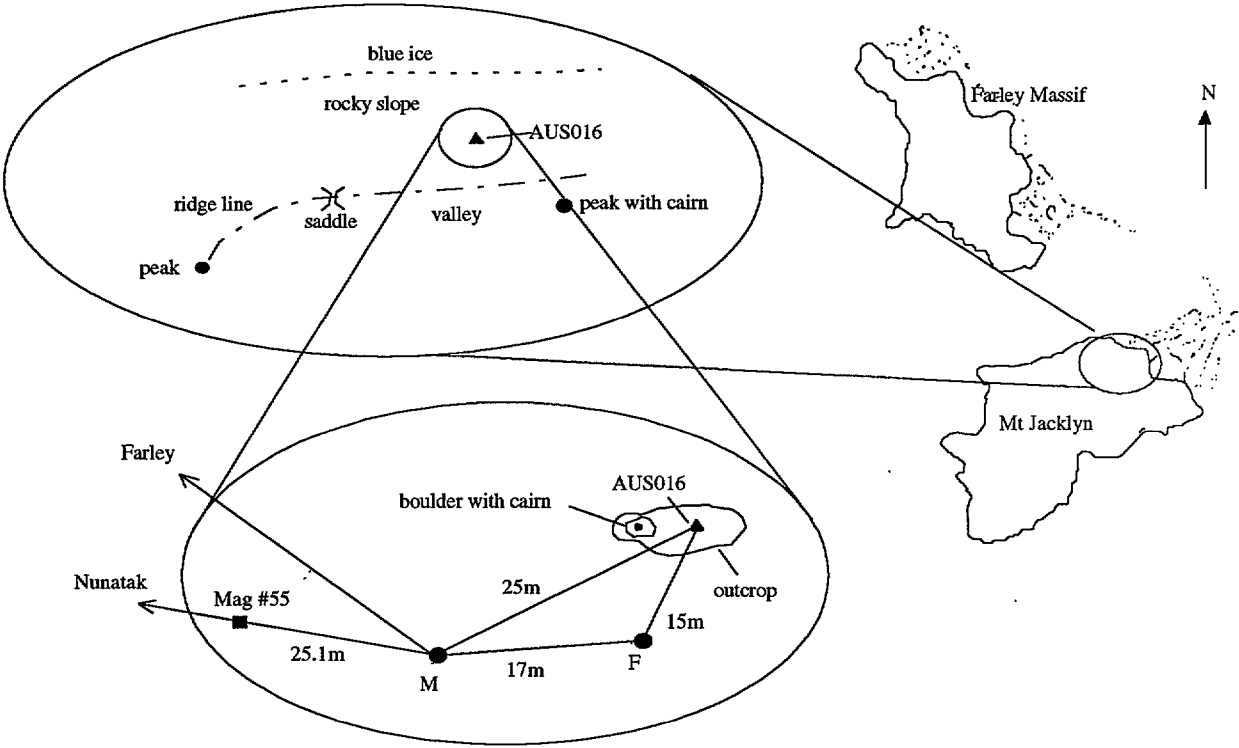 blue ice
rocky slope
AUS016
Farley Massif
N
ridge line
saddle
valley
peak with cairn
peak
Mt Jacklyn
Farley
AUS016
boulder with cairn
Nunatak
Mag #55
25m
outcrop
15m
25.1m
17m
F
M